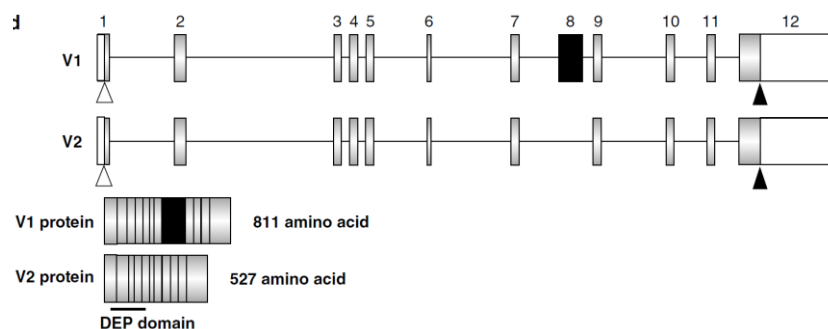 d
1 2 3 4 5 6 7 8 9 10 11 12
V1
V2
V1 protein 811 amino acid
V2 protein 527 amino acid
DEP domain